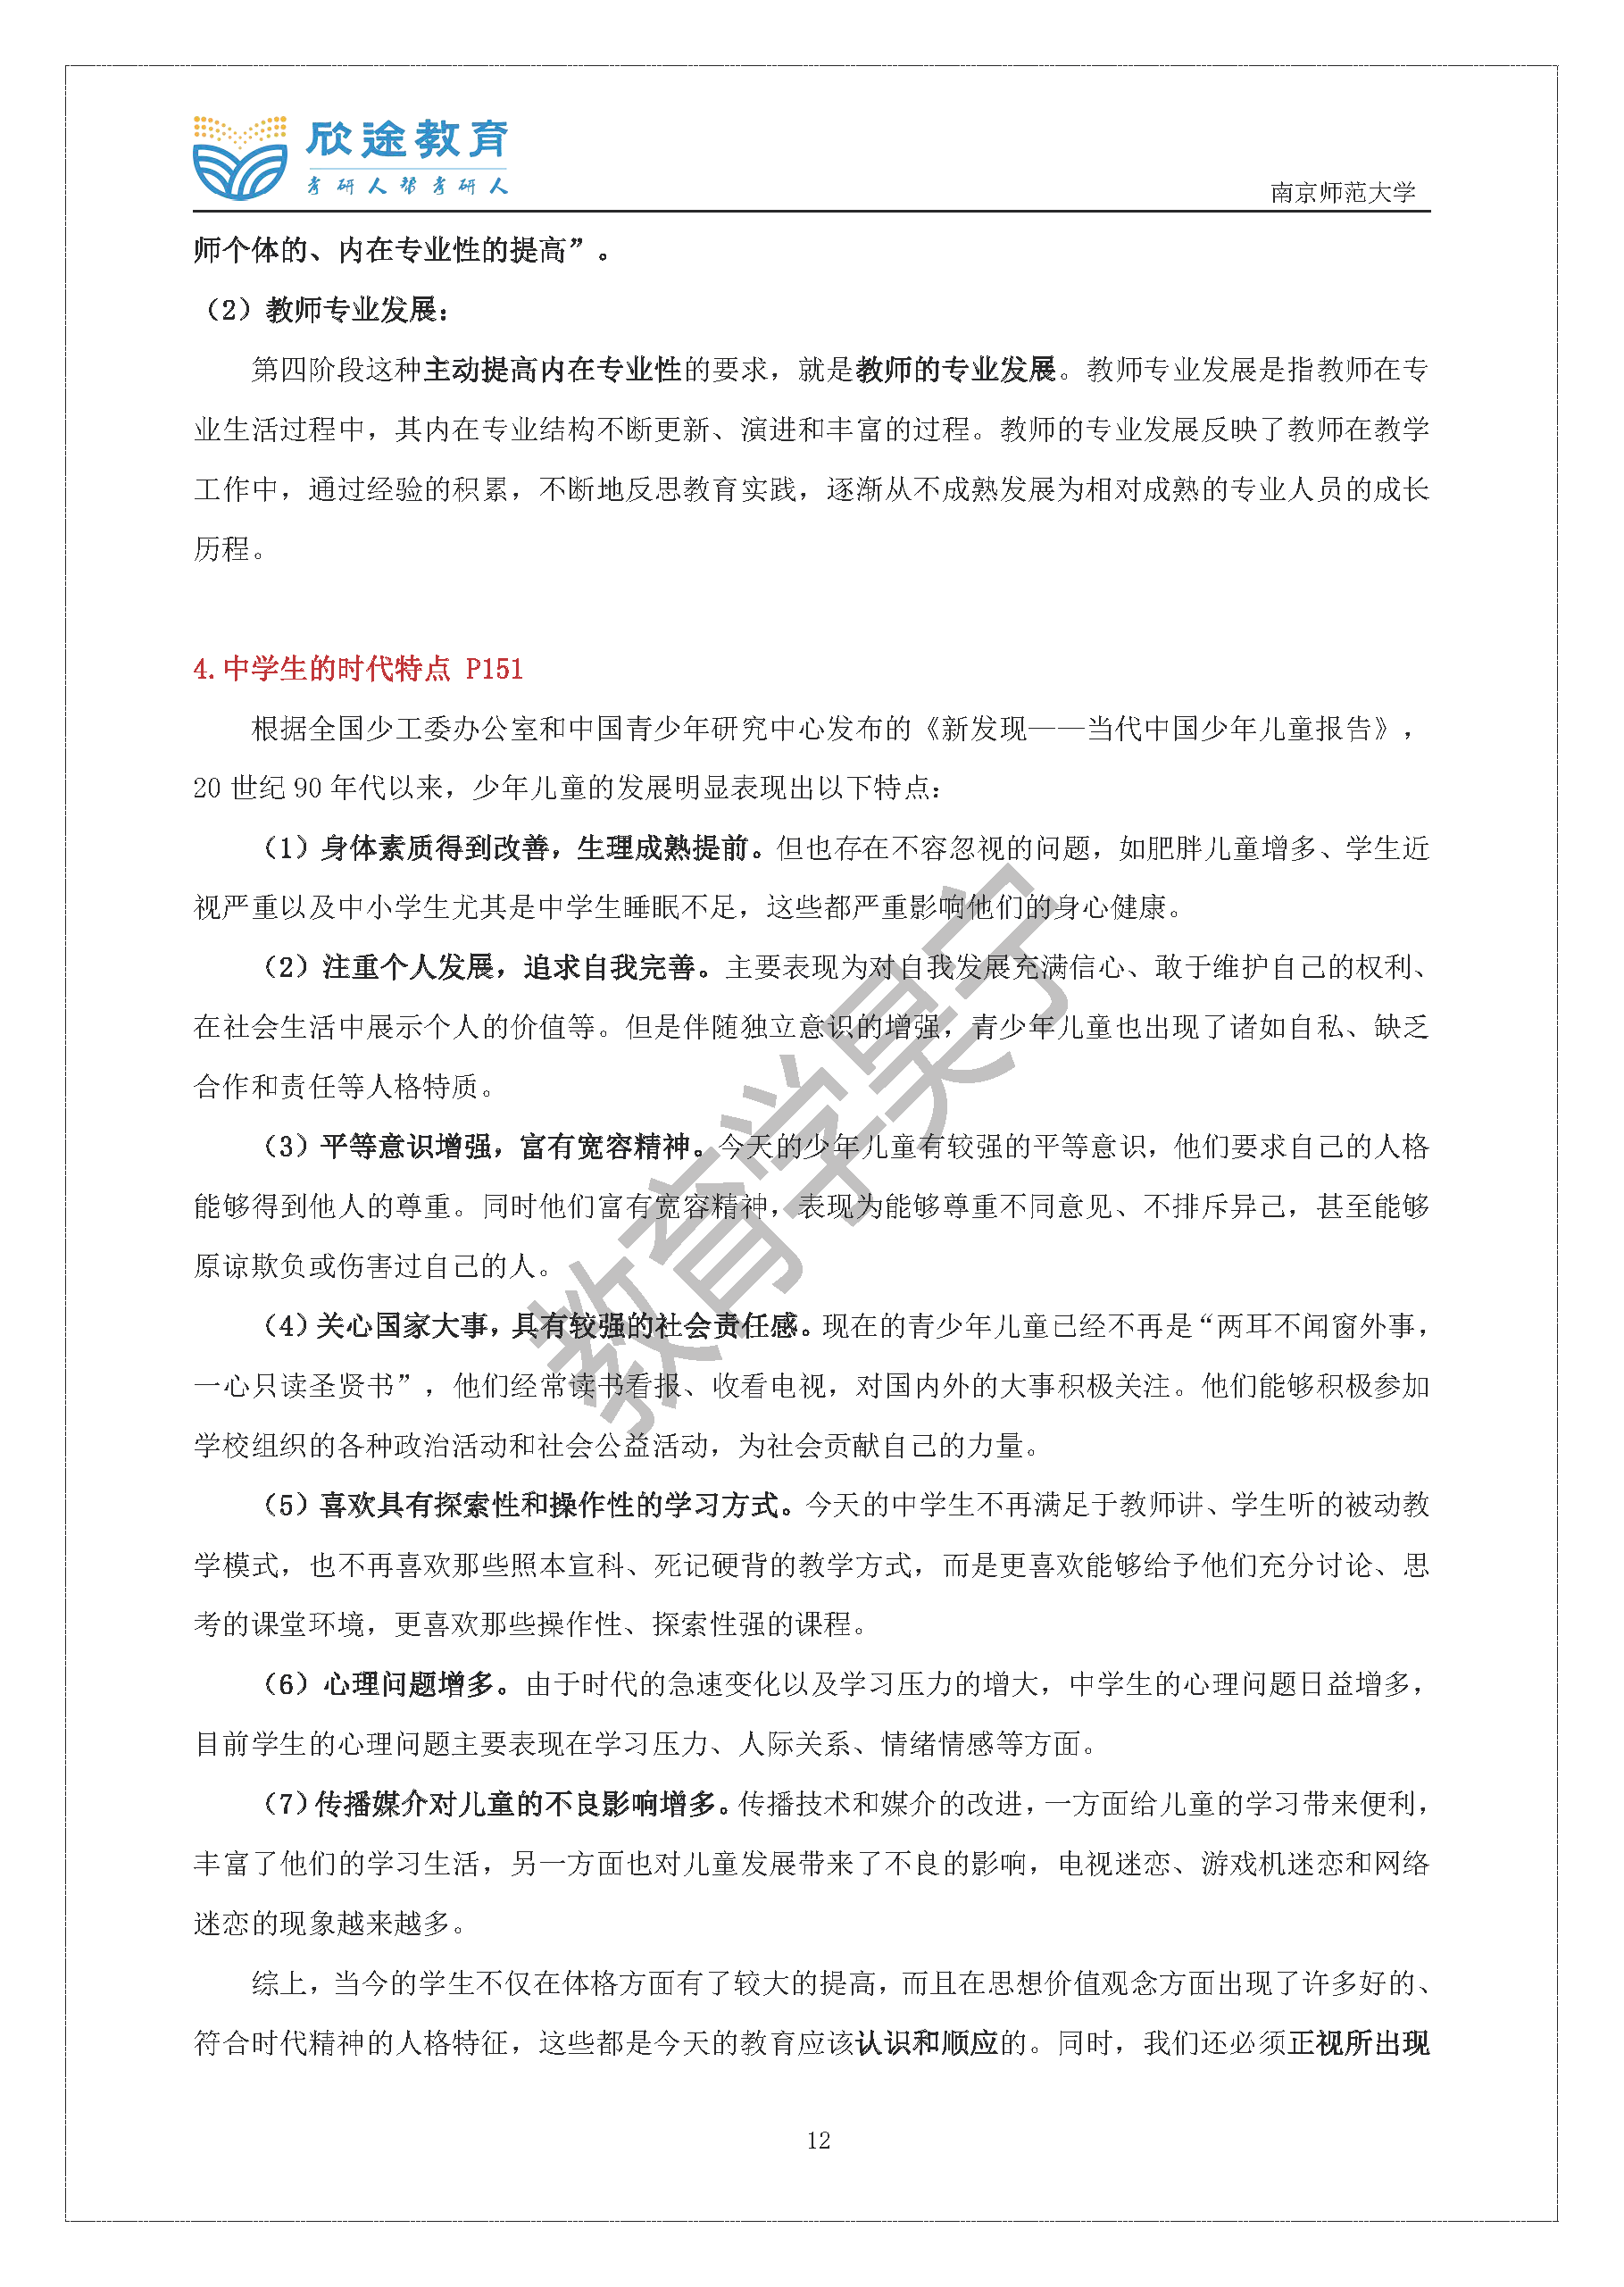 欣途教育
考研人帮考研人
南京师范大学
师个体的、内在专业性的提高”。
（2）教师专业发展：
第四阶段这种主动提高内在专业性的要求，就是教师的专业发展。教师专业发展是指教师在专
业生活过程中，其内在专业结构不断更新、演进和丰富的过程。教师的专业发展反映了教师在教学
工作中，通过经验的积累，不断地反思教育实践，逐渐从不成熟发展为相对成熟的专业人员的成长
历程。
4.中学生的时代特点 P151
根据全国少工委办公室和中国青少年研究中心发布的《新发现——当代中国少年儿童报告》，
20 世纪 90 年代以来，少年儿童的发展明显表现出以下特点：
（1）身体素质得到改善，生理成熟提前。但也存在不容忽视的问题，如肥胖儿童增多、学生近
视严重以及中小学生尤其是中学生睡眠不足，这些都严重影响他们的身心健康。
（2）注重个人发展，追求自我完善。主要表现为对自我发展充满信心、敢于维护自己的权利、
在社会生活中展示个人的价值等。但是伴随独立意识的增强，青少年儿童也出现了诸如自私、缺乏
合作和责任等人格特质。
（3）平等意识增强，富有宽容精神。今天的少年儿童有较强的平等意识，他们要求自己的人格
能够得到他人的尊重。同时他们富有宽容精神，表现为能够尊重不同意见、不排斥异己，甚至能够
原谅欺负或伤害过自己的人。
（4）关心国家大事，具有较强的社会责任感。现在的青少年儿童已经不再是“两耳不闻窗外事，
一心只读圣贤书”，他们经常读书看报、收看电视，对国内外的大事积极关注。他们能够积极参加
学校组织的各种政治活动和社会公益活动，为社会贡献自己的力量。
（5）喜欢具有探索性和操作性的学习方式。今天的中学生不再满足于教师讲、学生听的被动教
学模式，也不再喜欢那些照本宣科、死记硬背的教学方式，而是更喜欢能够给予他们充分讨论、思
考的课堂环境，更喜欢那些操作性、探索性强的课程。
（6）心理问题增多。由于时代的急速变化以及学习压力的增大，中学生的心理问题日益增多，
目前学生的心理问题主要表现在学习压力、人际关系、情绪情感等方面。
（7）传播媒介对儿童的不良影响增多。传播技术和媒介的改进，一方面给儿童的学习带来便利，
丰富了他们的学习生活，另一方面也对儿童发展带来了不良的影响，电视迷恋、游戏机迷恋和网络
迷恋的现象越来越多。
综上，当今的学生不仅在体格方面有了较大的提高，而且在思想价值观念方面出现了许多好的、
符合时代精神的人格特征，这些都是今天的教育应该认识和顺应的。同时，我们还必须正视所出现
教育学昊宁
12